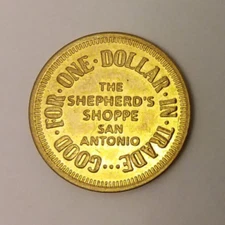 GOOD·FOR·ONE·DOLLAR·IN·TRADE...
THE
SHEPHERD'S
SHOPPE
SAN
ANTONIO